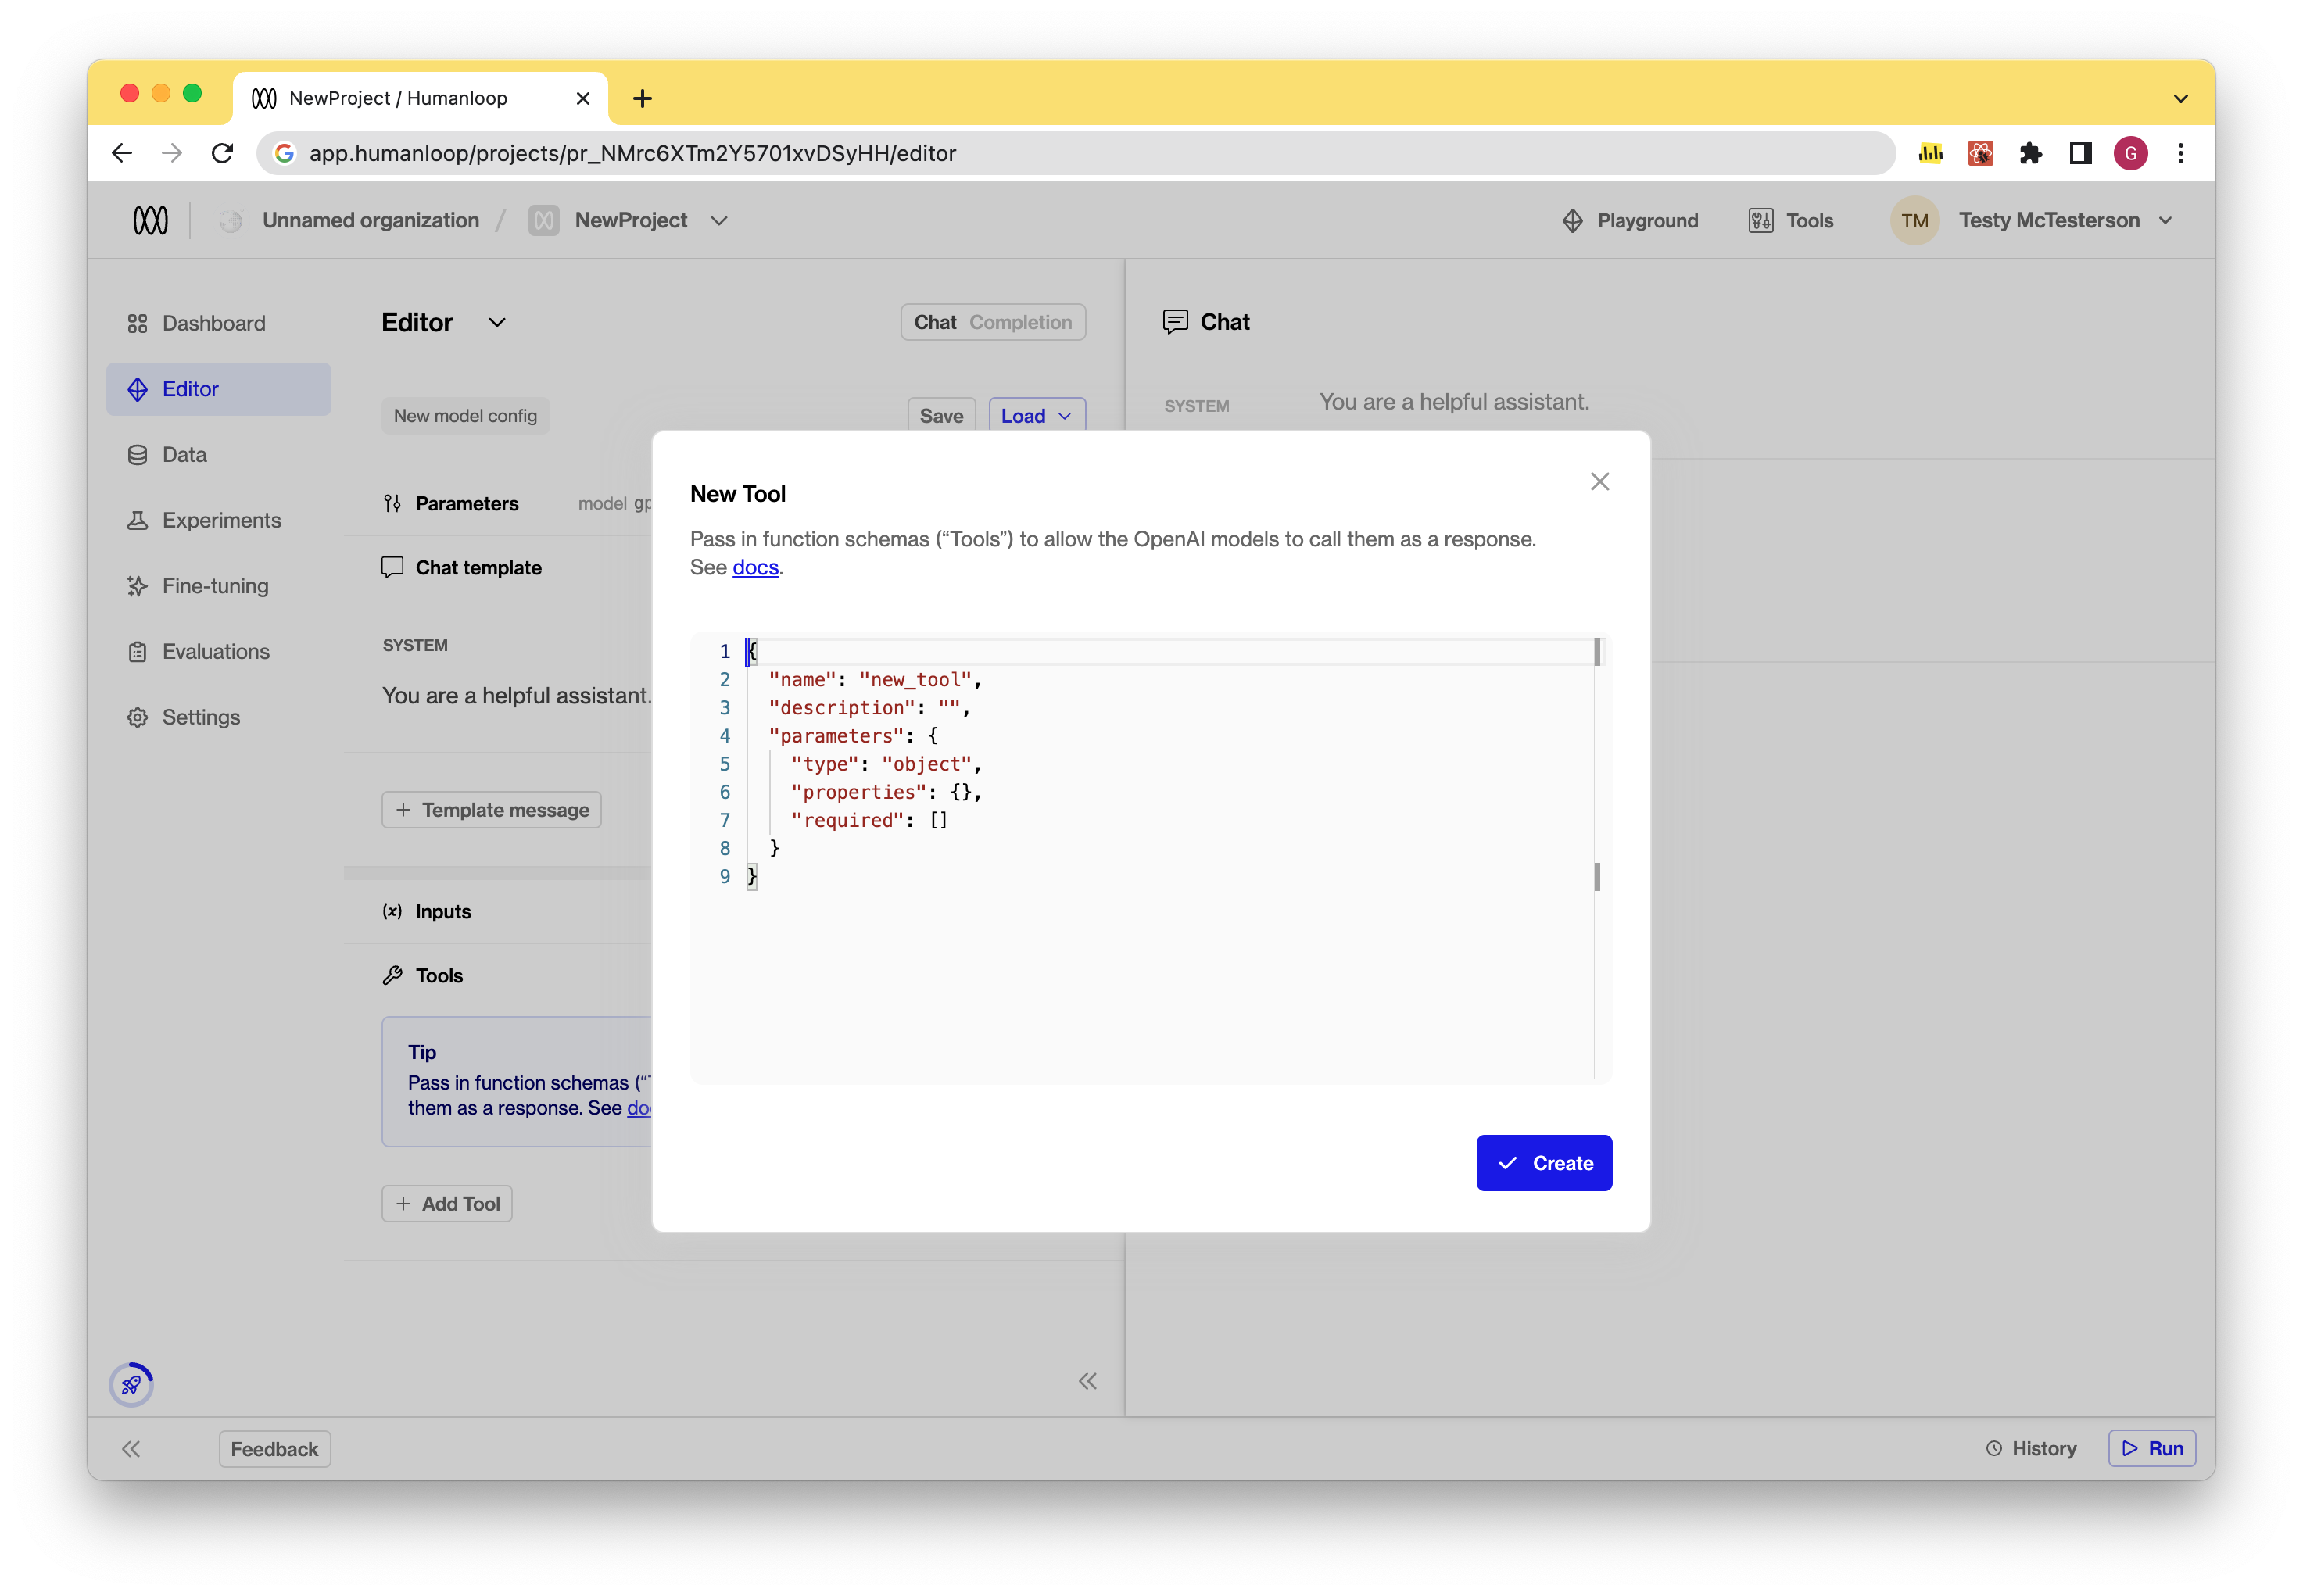 NewProject / Humanloop
app.humanloop/projects/pr_NMrc6XTm2Y5701xvDSyHH/editor
G
Unnamed organization / NewProject
Playground
Tools
TM
Testy McTesterson
Dashboard
Editor
Data
Experiments
Fine-tuning
Evaluations
Settings
Editor
Chat Completion
New model config
Save
Load
Parameters
model gp
Chat template
SYSTEM
You are a helpful assistant.
+ Template message
(x) Inputs
Tools
Tip
Pass in function schemas (“T
them as a response. See doc
+ Add Tool
Chat
SYSTEM
You are a helpful assistant.
New Tool
Pass in function schemas (“Tools”) to allow the OpenAI models to call them as a response.
See docs.
1 {
2 "name": "new_tool",
3 "description": "",
4 "parameters": {
5 "type": "object",
6 "properties": {},
7 "required": []
8 }
9 }
Create
Feedback
History
Run